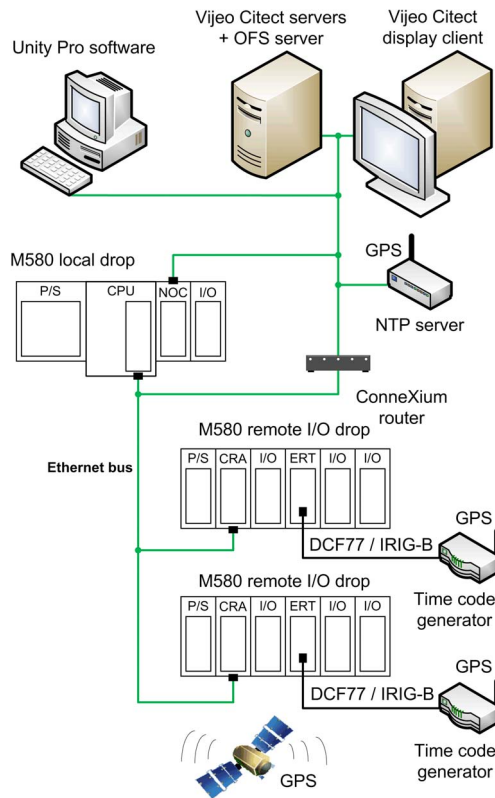 Vijeo Citect servers
+ OFS server
Vijeo Citect
display client
Unity Pro software
GPS
NTP server
M580 local drop
P/S
CPU
NOC
I/O
ConneXium
router
M580 remote I/O drop
P/S
CRA
I/O
ERT
I/O
I/O
Ethernet bus
GPS
DCF77 / IRIG-B
Time code
generator
M580 remote I/O drop
P/S
CRA
I/O
ERT
I/O
I/O
GPS
DCF77 / IRIG-B
Time code
generator
GPS